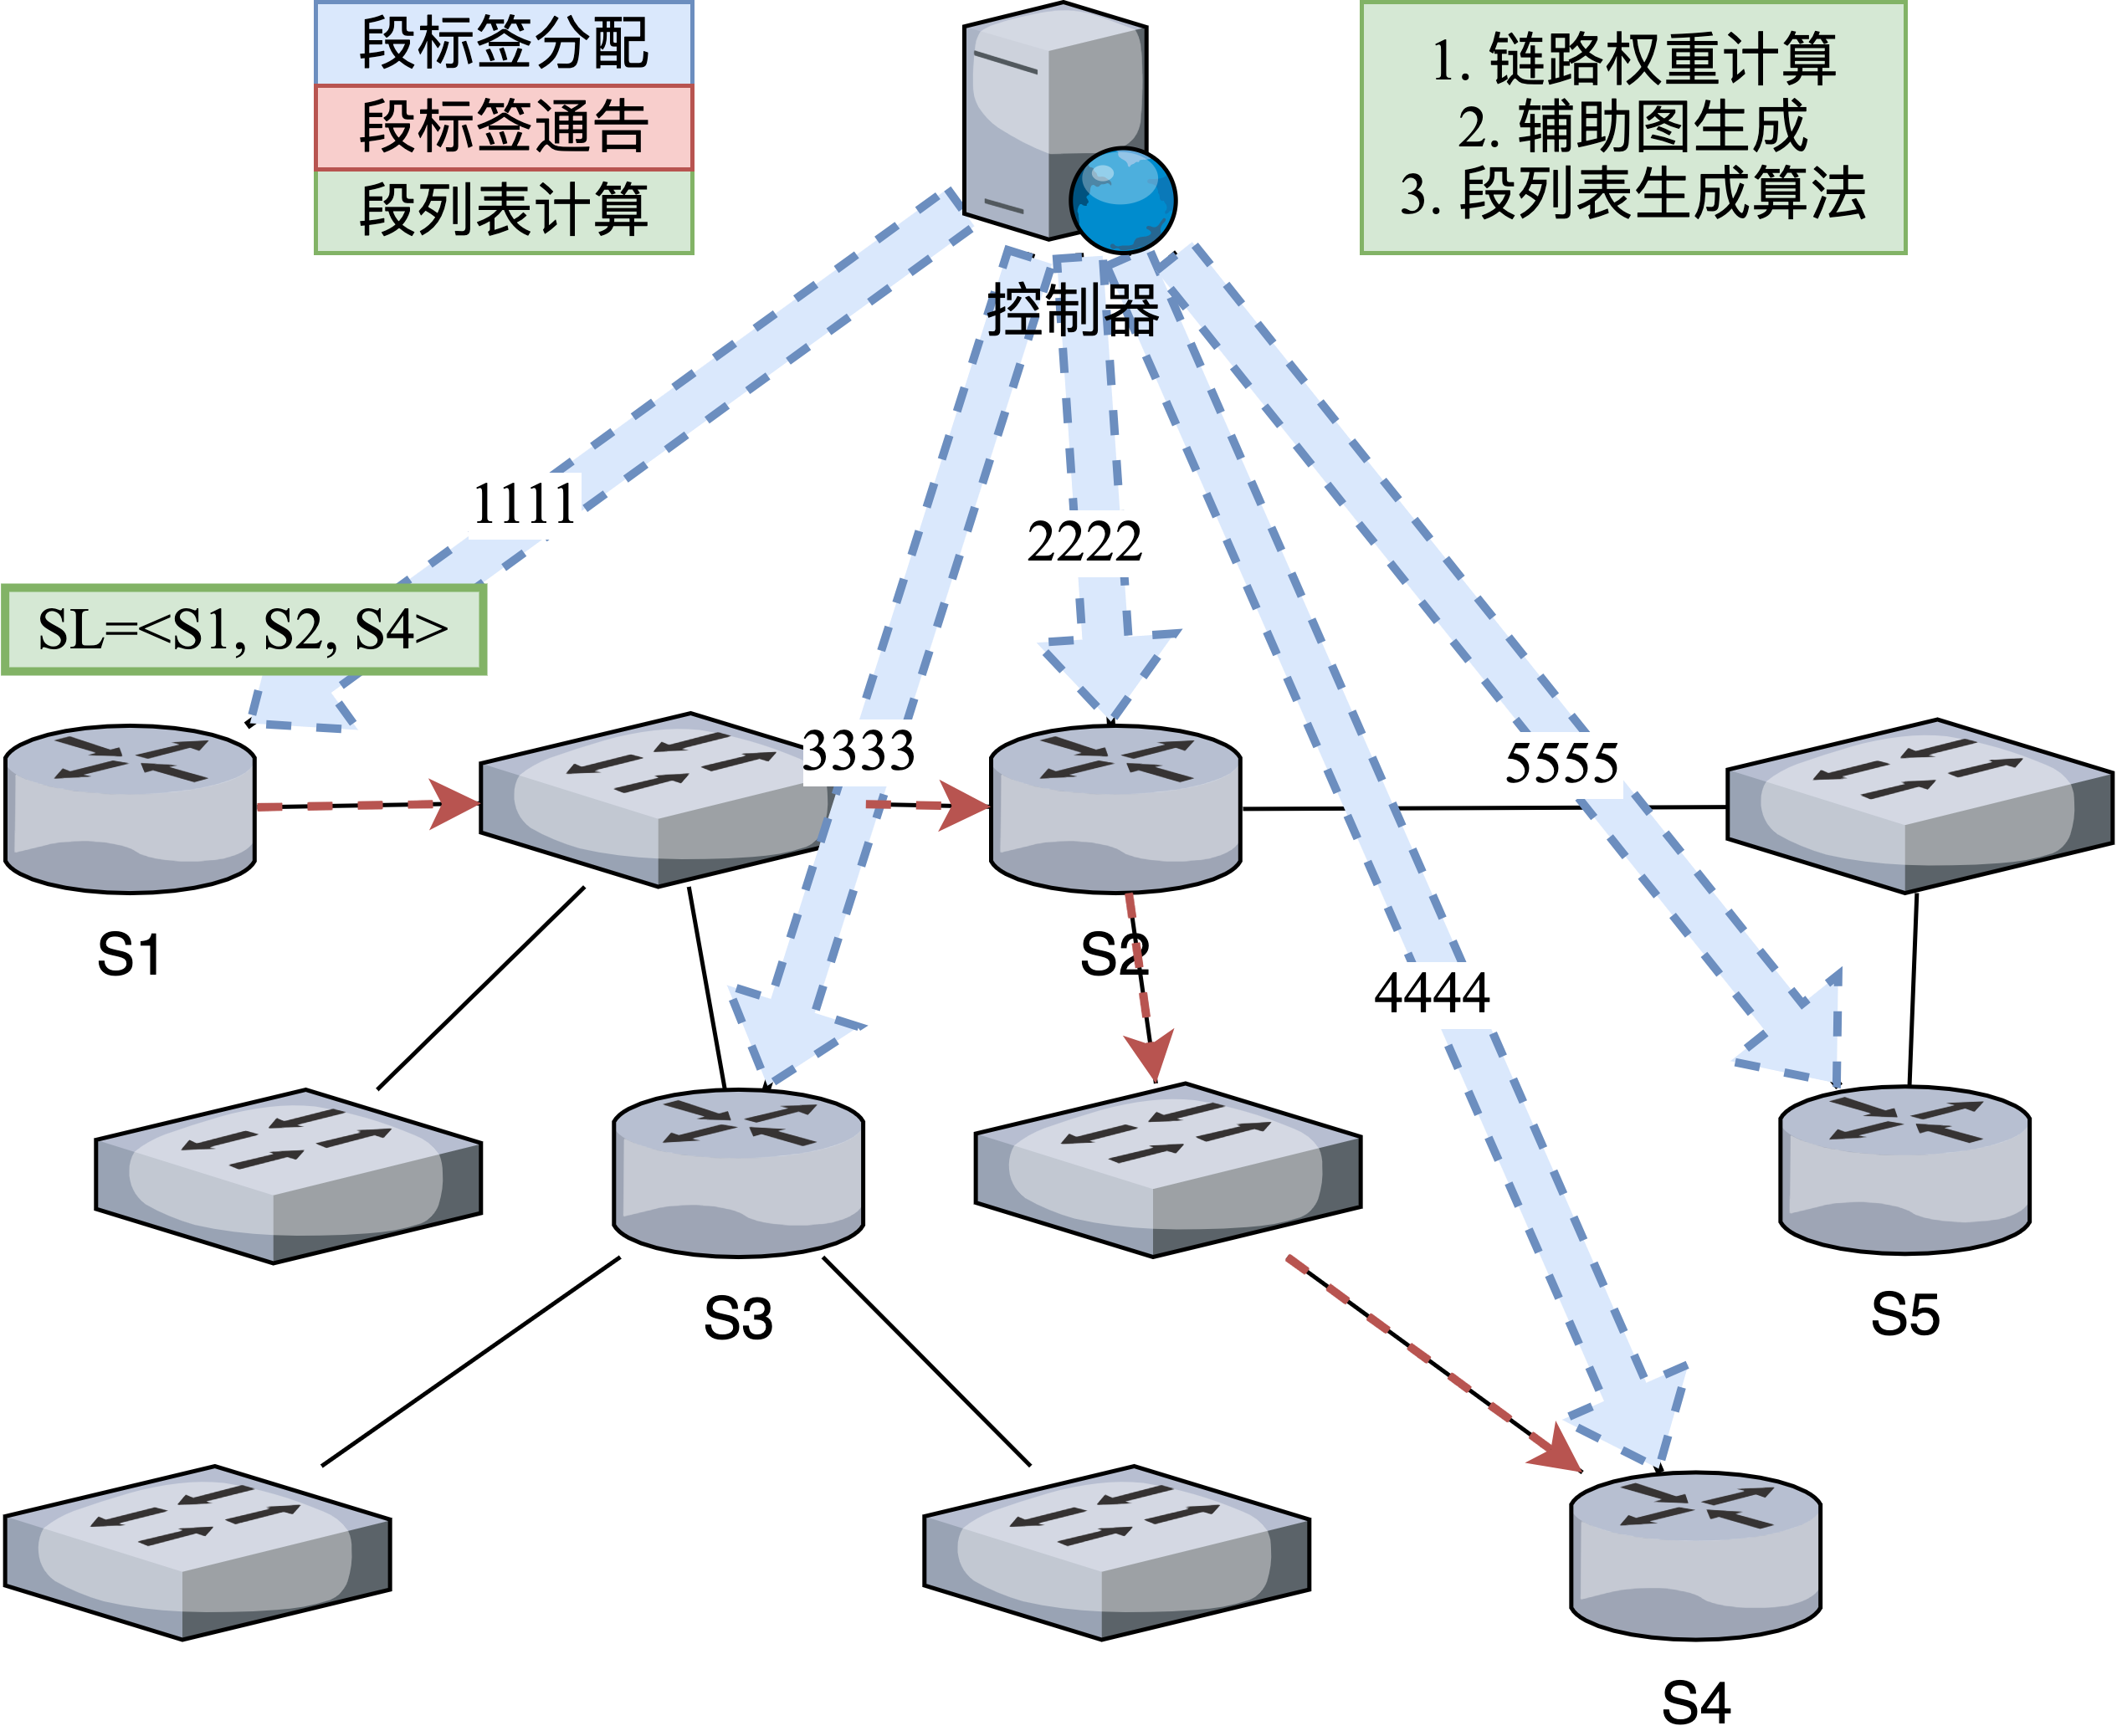 段标签分配
段标签通告
段列表计算
1. 链路权重计算
2. 辅助图生成
3. 段列表生成算法
控制器
1111
2222
SL=<S1, S2, S4>
3333
5555
S1
S2
4444
S3
S5
S4